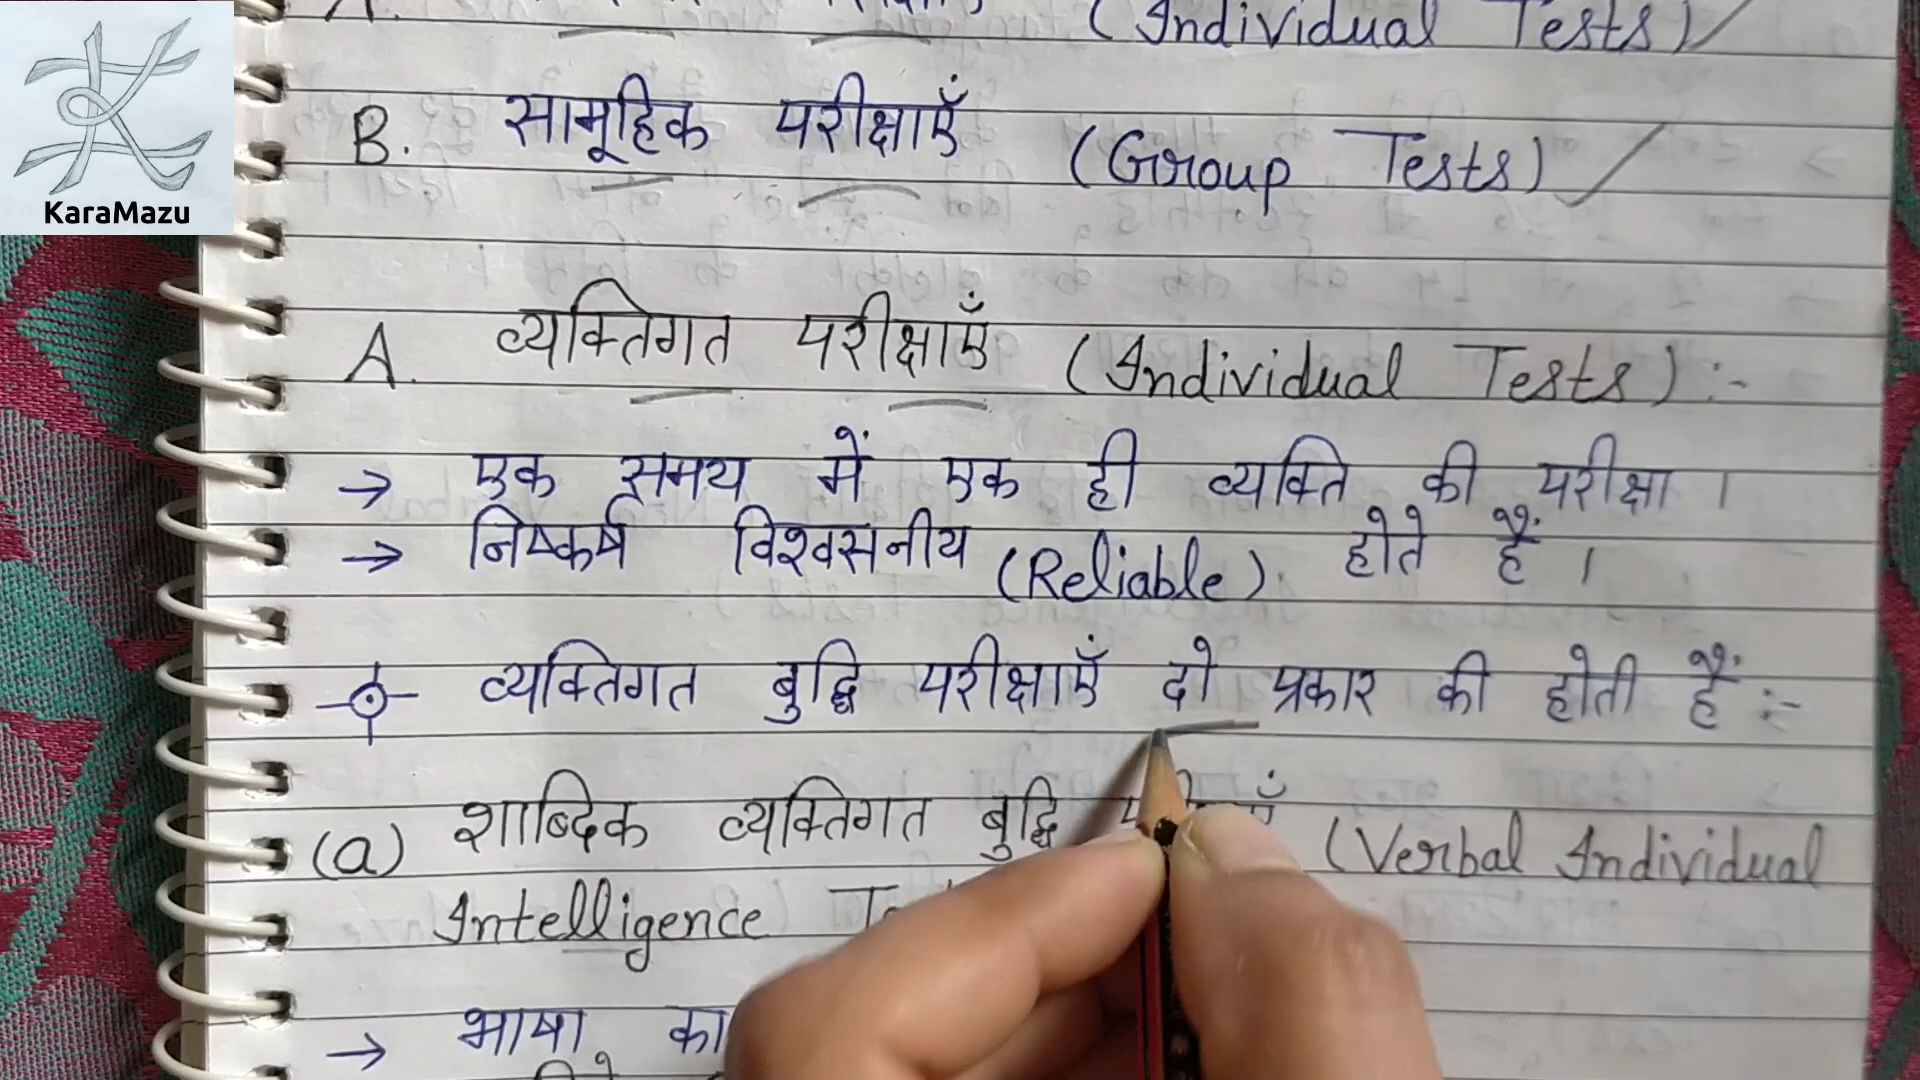 KaraMazu
A. (Individual Tests)
B. सामूहिक परीक्षाएँ (Group Tests)
A. व्यक्तिगत परीक्षाएँ (Individual Tests) :-
→ एक समय में एक ही व्यक्ति की परीक्षा ।
→ निष्कर्ष विश्वसनीय (Reliable) होते हैं ।
व्यक्तिगत बुद्धि परीक्षाएँ दो प्रकार की होती हैं :-
(a) शाब्दिक व्यक्तिगत बुद्धि (Verbal Individual
Intelligence
→ भाषा का